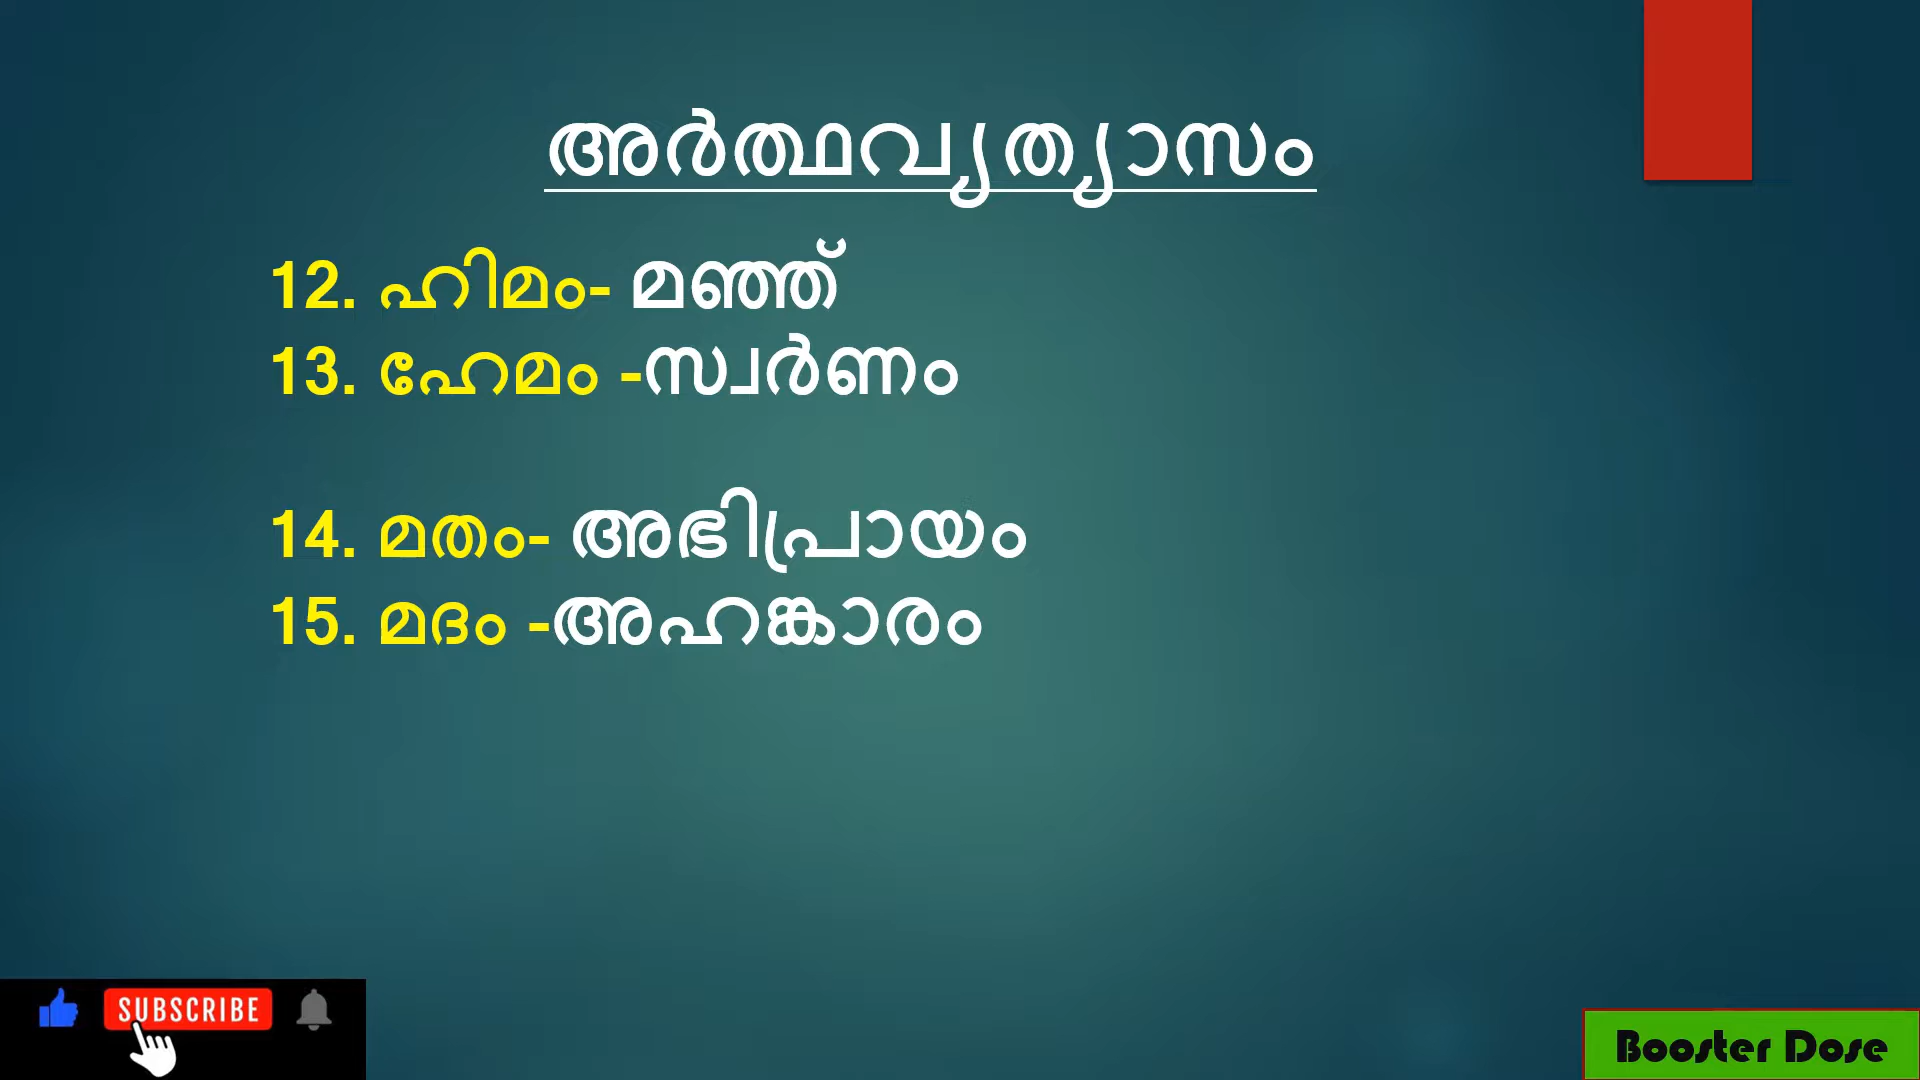 അർത്ഥവ്യത്യാസം
12. ഹിമം- മഞ്ഞ്
13. ഹേമം -സ്വർണം
14. മതം- അഭിപ്രായം
15. മദം -അഹങ്കാരം
SUBSCRIBE
Booster Dose